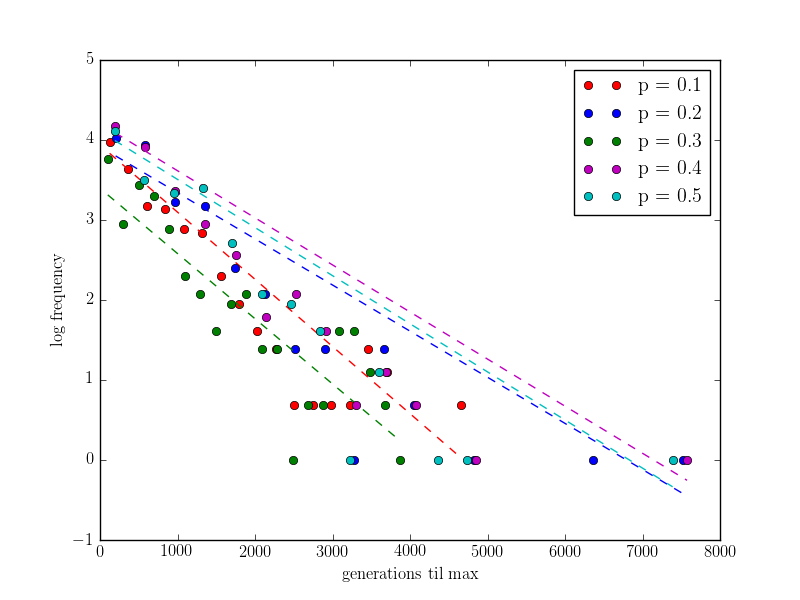 5
4
3
2
1
0
−1
0 1000 2000 3000 4000 5000 6000 7000 8000
log frequency
generations til max
p = 0.1
p = 0.2
p = 0.3
p = 0.4
p = 0.5